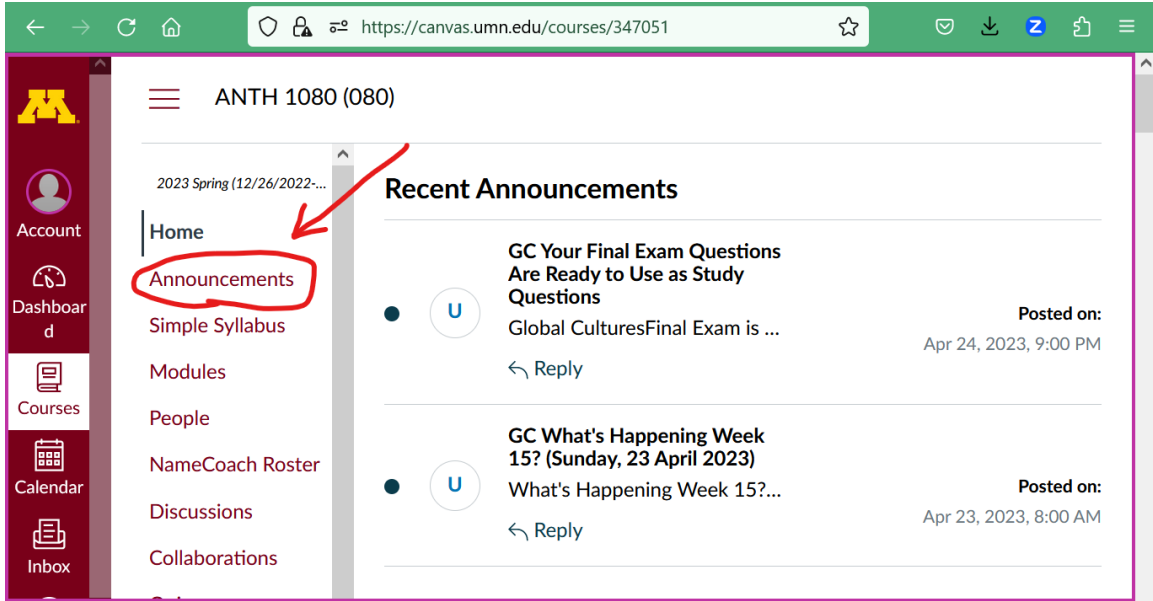 https://canvas.umn.edu/courses/347051
Z
M
ANTH 1080 (080)
Account
Dashboar
d
Courses
Calendar
Inbox
2023 Spring (12/26/2022-...
Home
Announcements
Simple Syllabus
Modules
People
NameCoach Roster
Discussions
Collaborations
Recent Announcements
U
GC Your Final Exam Questions
Are Ready to Use as Study
Questions
Global CulturesFinal Exam is ...
Reply
Posted on:
Apr 24, 2023, 9:00 PM
U
GC What's Happening Week
15? (Sunday, 23 April 2023)
What's Happening Week 15?...
Reply
Posted on:
Apr 23, 2023, 8:00 AM